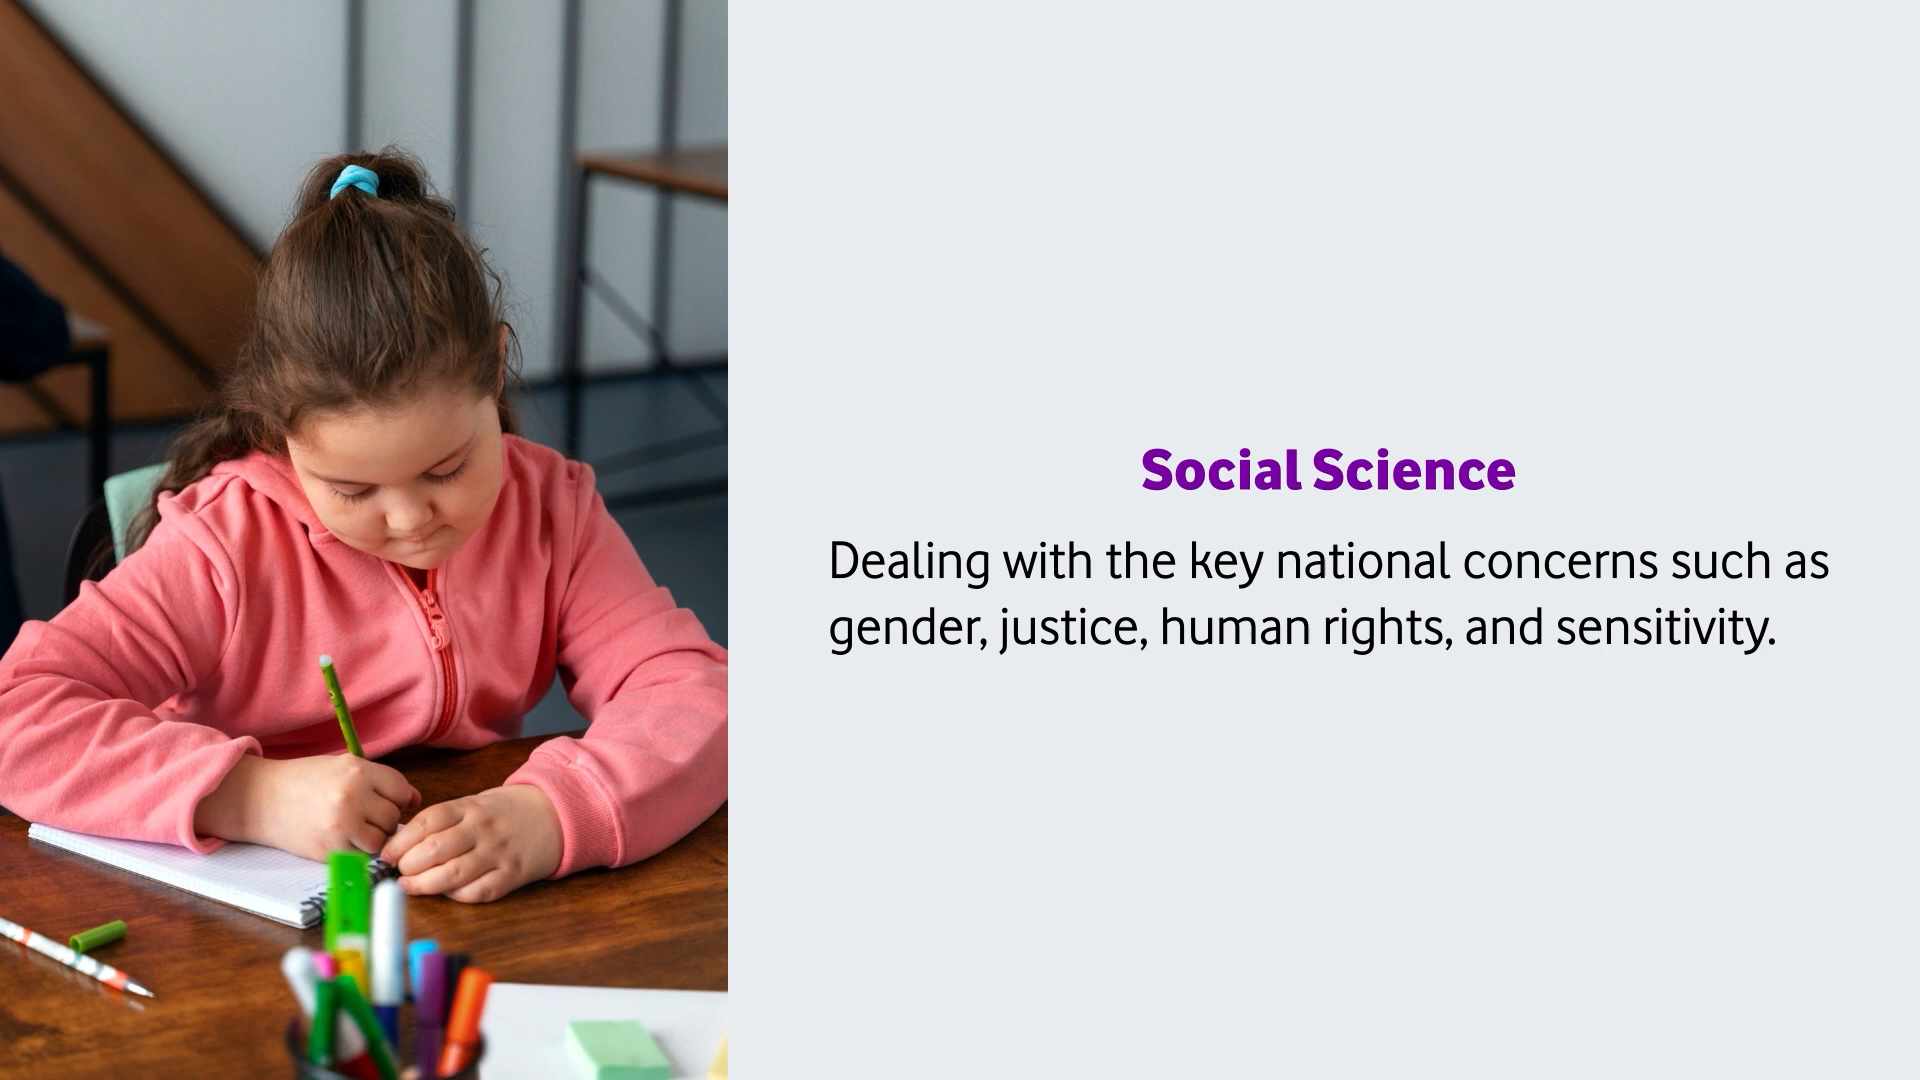 Social Science
Dealing with the key national concerns such as
gender, justice, human rights, and sensitivity.